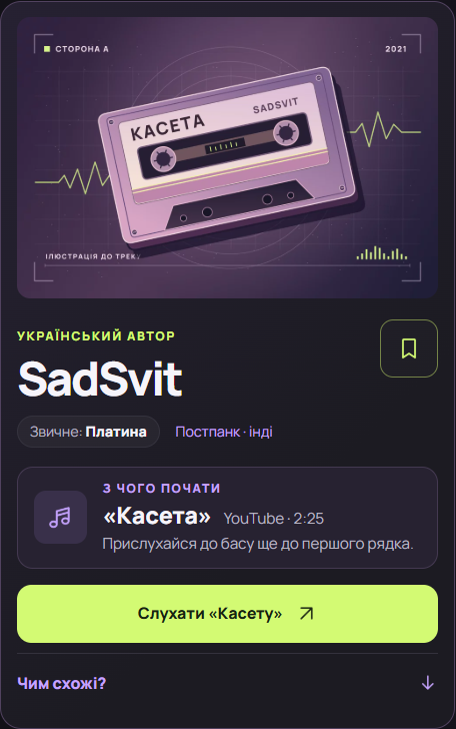 СТОРОНА А
2021
КАСЕТА
SADSVIT
ІЛЮСТРАЦІЯ ДО ТРЕКУ
УКРАЇНСЬКИЙ АВТОР
SadSvit
Звичне: Платина
Постпанк · інді
З ЧОГО ПОЧАТИ
«Касета» YouTube · 2:25
Прислухайся до басу ще до першого рядка.
Слухати «Касету»
Чим схожі?